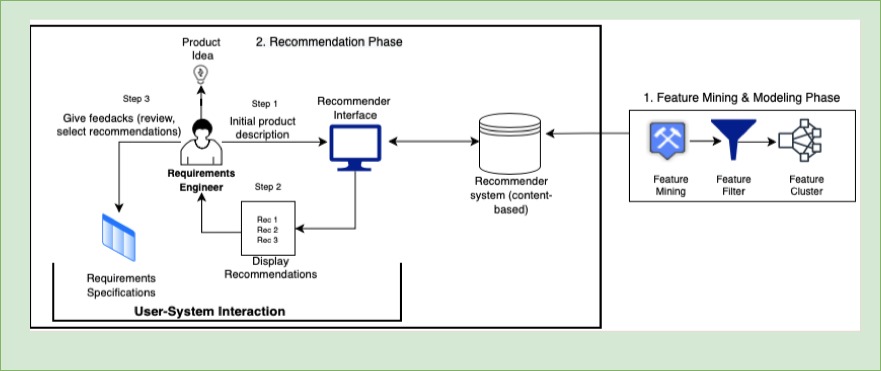 Product
Idea
2. Recommendation Phase
Step 3
Give feedacks (review,
select recommendations)
Step 1
Initial product
description
Recommender
Interface
1. Feature Mining & Modeling Phase
Requirements
Engineer
Step 2
Rec 1
Rec 2
Rec 3
Display
Recommendations
Recommender
system (content-
based)
Feature
Mining
Feature
Filter
Feature
Cluster
Requirements
Specifications
User-System Interaction